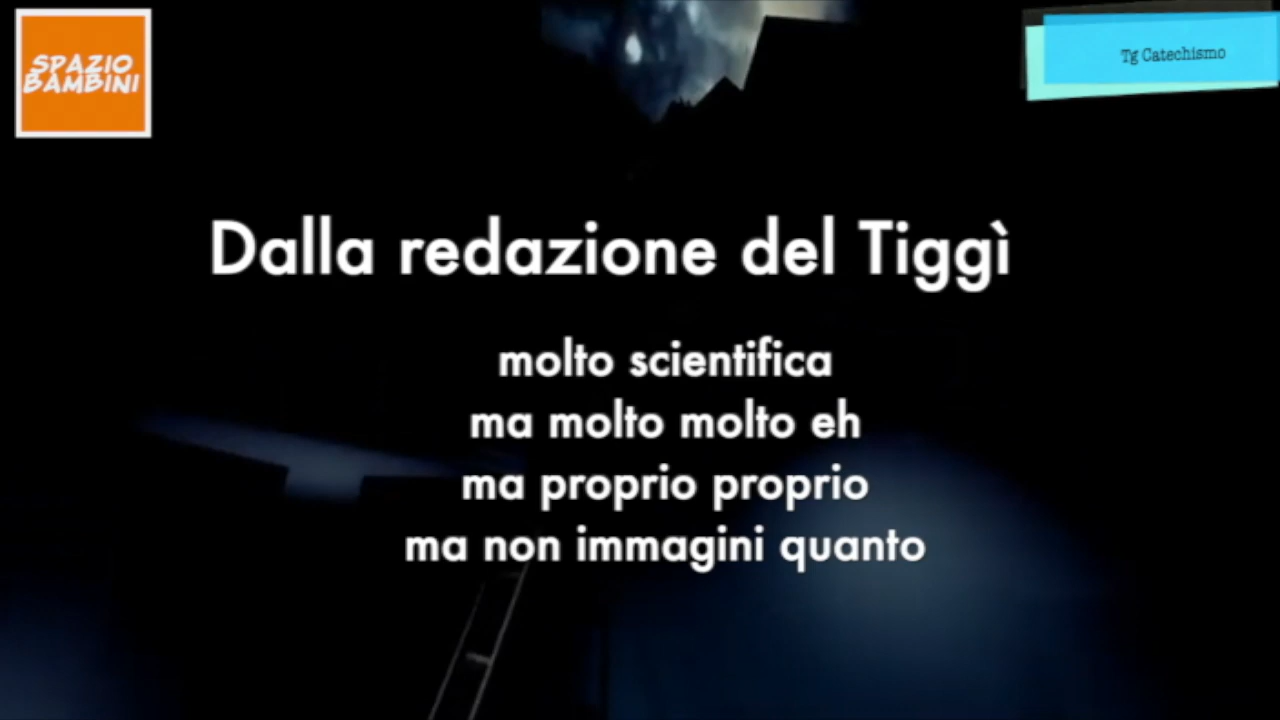 SPAZIO
BAMBINI
Tg Catechismo
Dalla redazione del Tiggì
molto scientifica
ma molto molto eh
ma proprio proprio
ma non immagini quanto